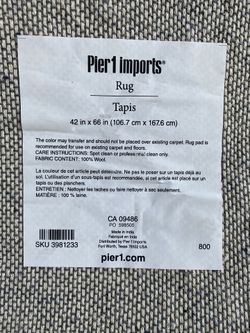 Pier 1 imports®
Rug
Tapis
42 in x 66 in (106.7 cm x 167.6 cm)
The color may transfer and should not be placed over existing carpet. Rug pad is
recommended for use on existing carpet and floors.
CARE INSTRUCTIONS: Spot clean or professional clean only.
FABRIC CONTENT: 100% Wool.
La couleur de cet article peut déteindre. Ne pas le poser sur un tapis déjà au
sol. L'utilisation d'un sous-tapis est recommandée, si cet article est posé sur un
tapis ou des planchers.
ENTRETIEN: Nettoyer les taches ou faire nettoyer à sec seulement.
MATIÈRE: 100 % laine.
CA 09486
PO 598505
Made in India
Fabriqué en Inde
Distributed by Pier 1 Imports
Fort Worth, Texas 76102 USA
SKU 3981233
800
pier1.com